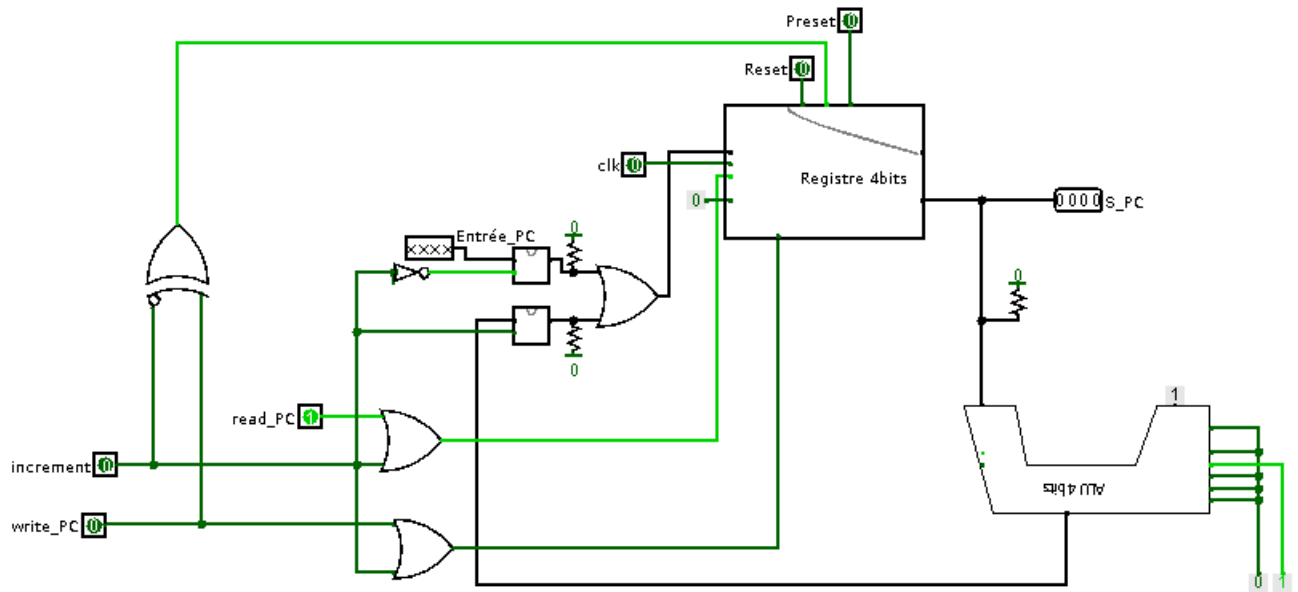 Preset 0
Reset 0
clk 0
Registre 4bits
0
0000 S_PC
Entrée_PC
xxxx
0
0
0
read_PC 1
1
increment 0
ALU 4bits
write_PC 0
0 1